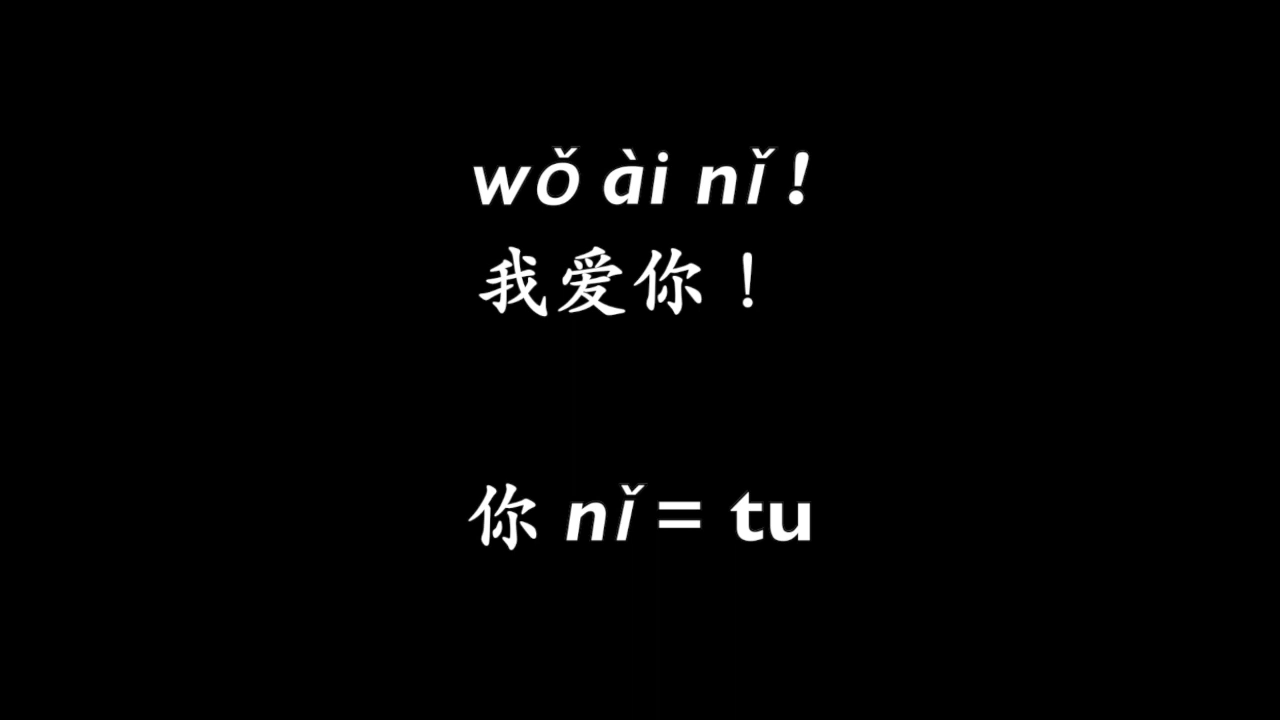 wǒ ài nǐ !
我爱你！
你 nǐ = tu